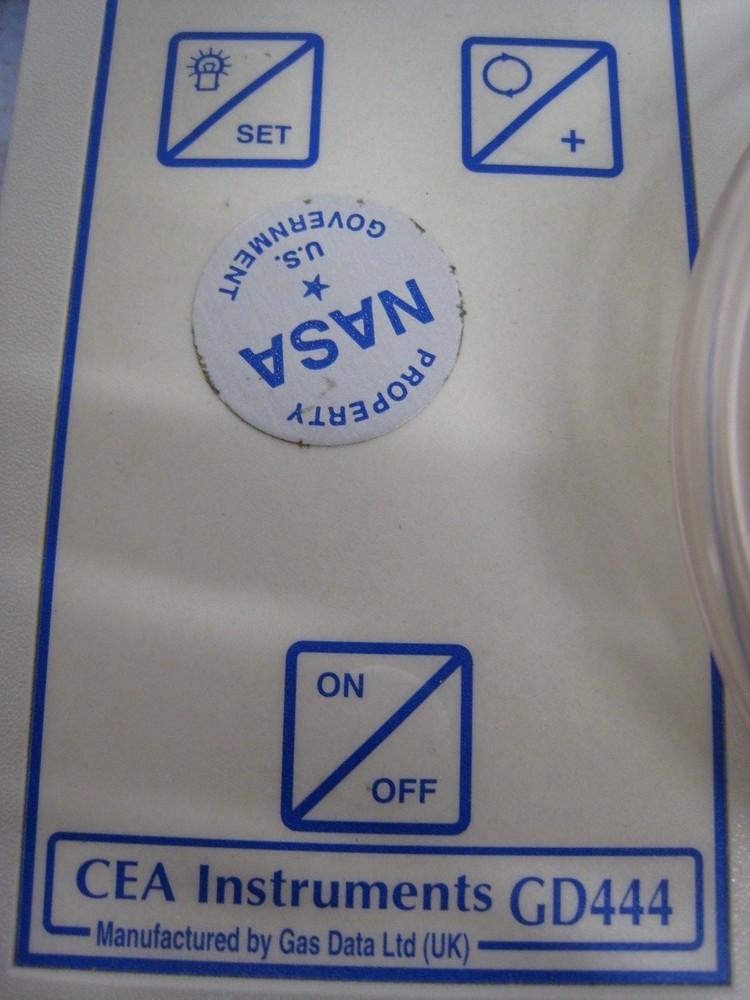 SET
+
PROPERTY
NASA
U.S.
GOVERNMENT
ON
OFF
CEA Instruments GD444
Manufactured by Gas Data Ltd (UK)